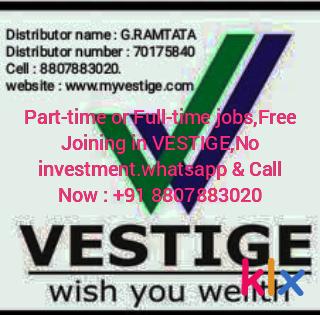 Distributor name : G.RAMTATA
Distributor number : 70175840
Cell : 8807883020.
website : www.myvestige.com
Part-time or Full-time jobs,Free
Joining in VESTIGE,No
investment.whatsapp & Call
Now : +91 8807883020
VESTIGE
wish you wellth
klx